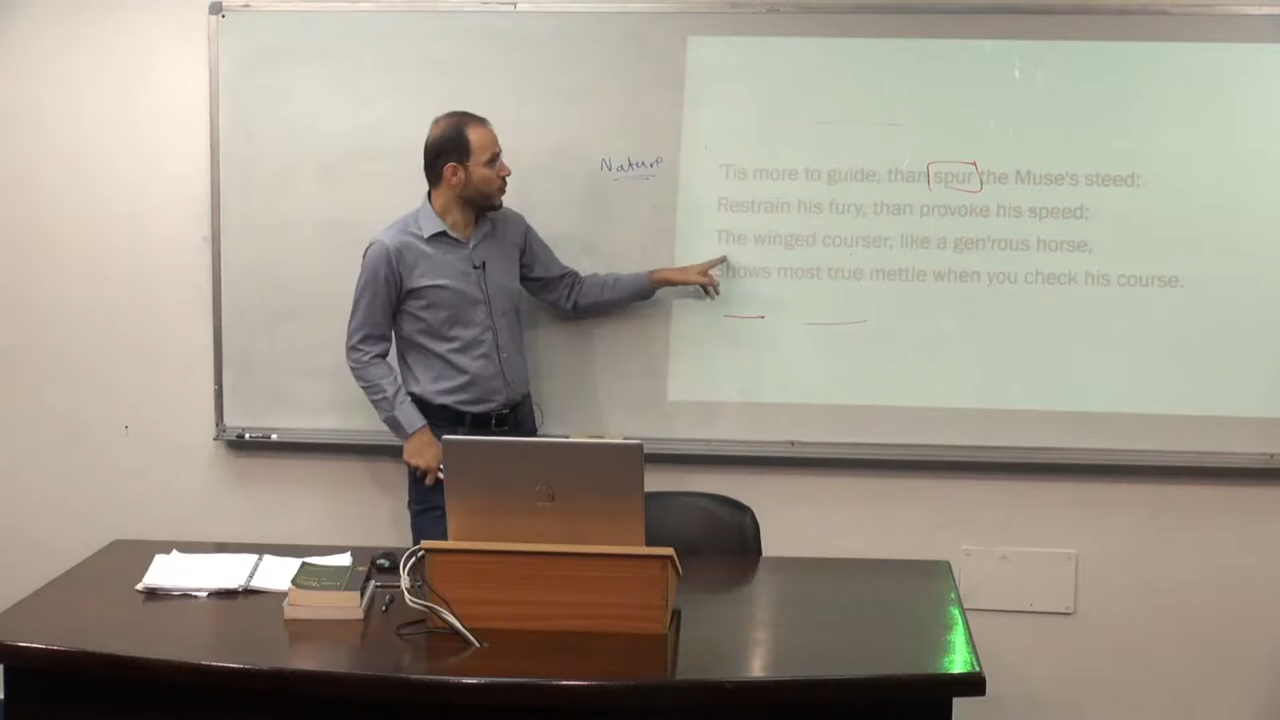 Nature
'Tis more to guide, than spur the Muse's steed;
Restrain his fury, than provoke his speed;
The winged courser, like a gen'rous horse,
Shows most true mettle when you check his course.
hp